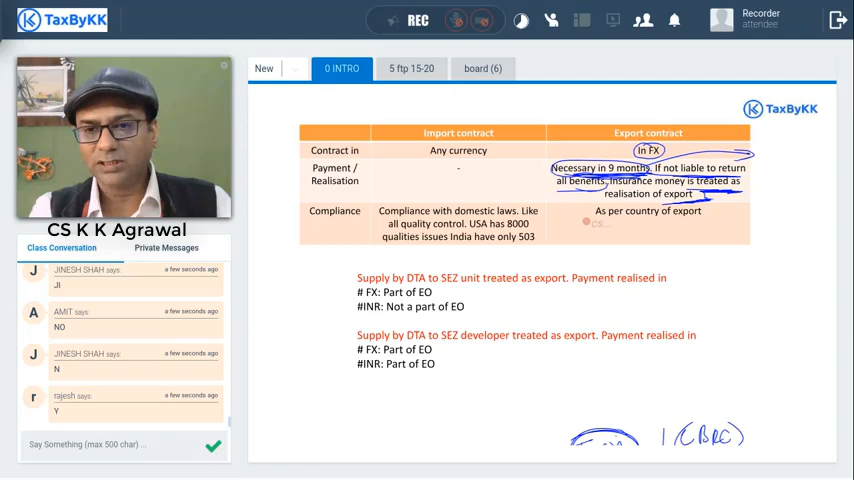 TaxByKK
REC
Recorder
attendee
New
0 INTRO
5 ftp 15-20
board (6)
TaxByKK
Import contract
Export contract
Contract in
Any currency
In FX
Payment / Realisation
-
Necessary in 9 months. If not liable to return
all benefits. Insurance money is treated as
realisation of export
Compliance
Compliance with domestic laws. Like
all quality control. USA has 8000
qualities issues India have only 503
As per country of export
CS...
Supply by DTA to SEZ unit treated as export. Payment realised in
# FX: Part of EO
#INR: Not a part of EO
Supply by DTA to SEZ developer treated as export. Payment realised in
# FX: Part of EO
#INR: Part of EO
1 (BRC)
CS K K Agrawal
Class Conversation
Private Messages
J
JINESH SHAH says:
a few seconds ago
JI
A
AMIT says:
a few seconds ago
NO
J
JINESH SHAH says:
a few seconds ago
N
r
rajesh says:
a few seconds ago
Y
Say Something (max 500 char) ...